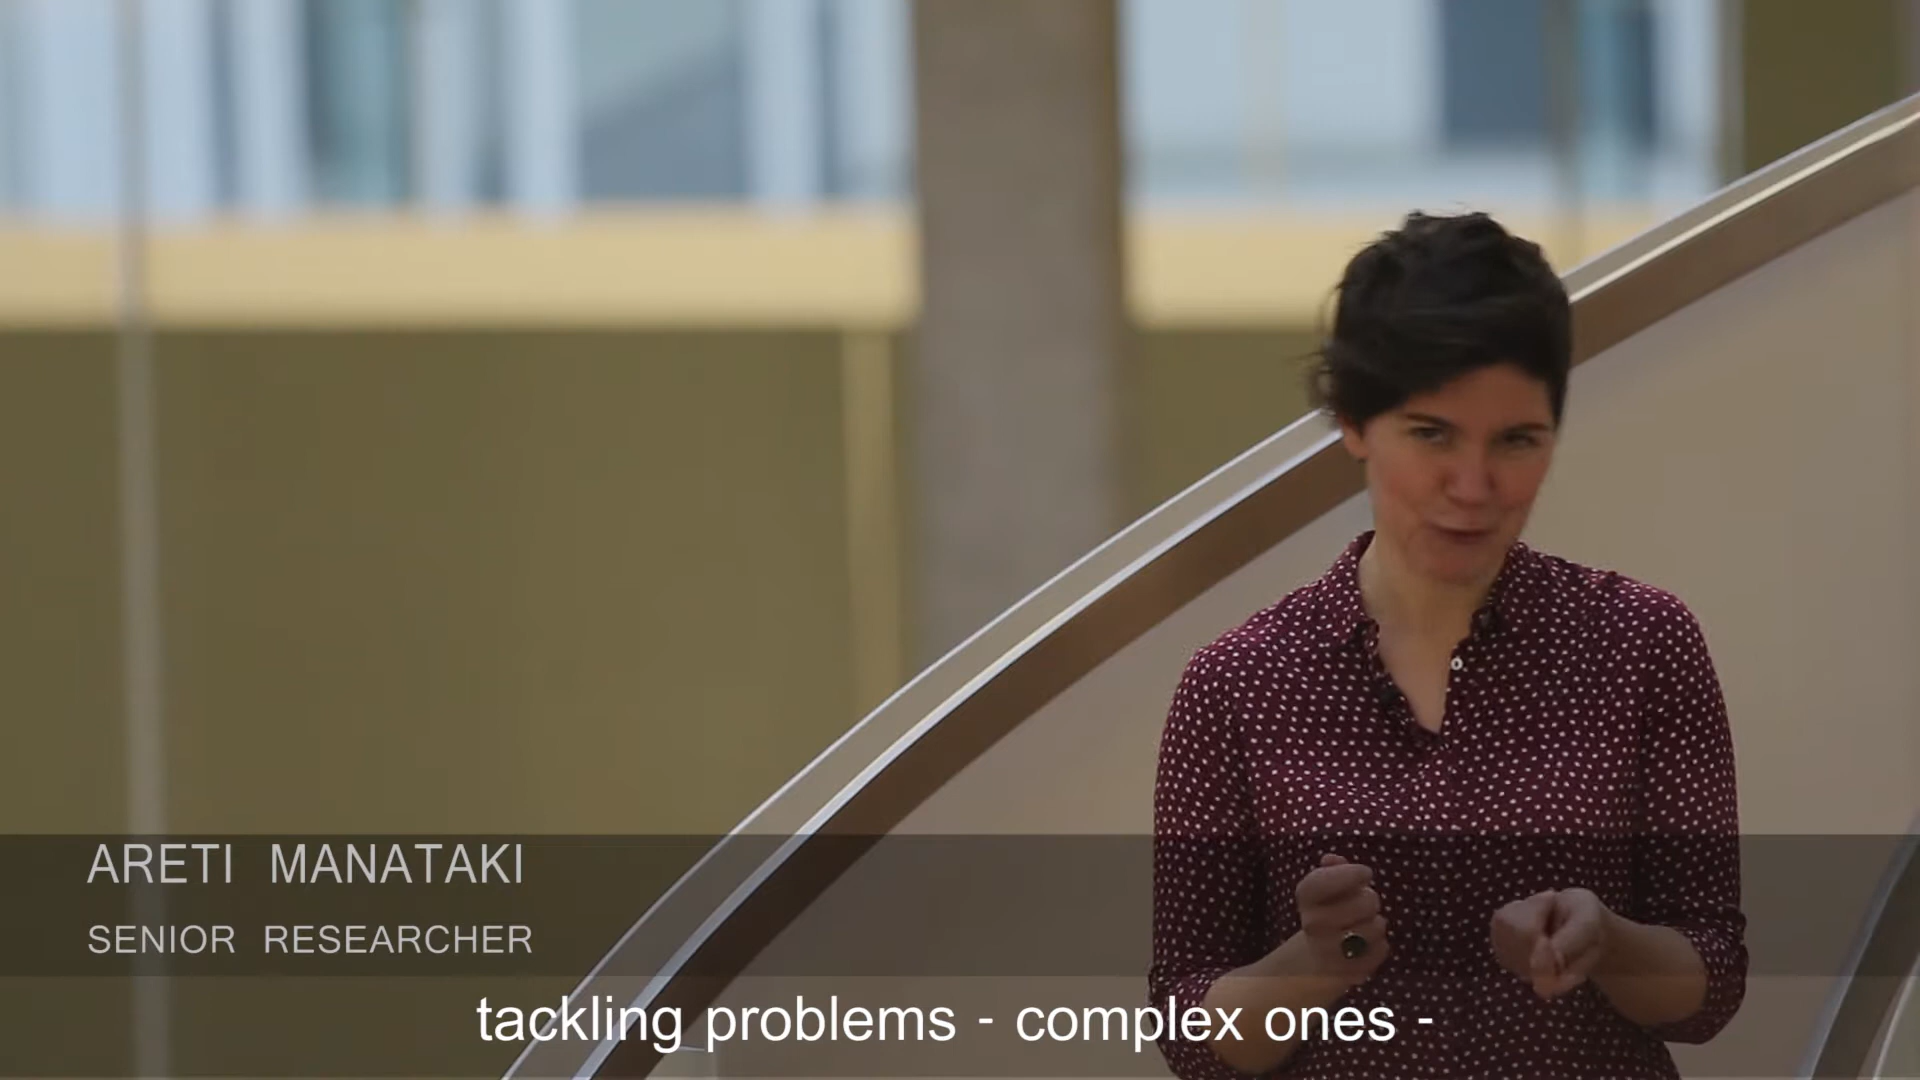 ARETI MANATAKI
SENIOR RESEARCHER
tackling problems - complex ones -